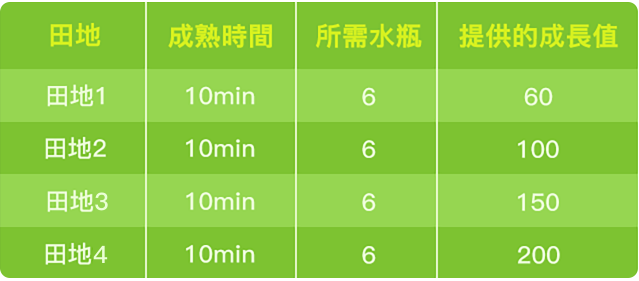 田地 成熟時間 所需水瓶 提供的成長值
田地1 10min 6 60
田地2 10min 6 100
田地3 10min 6 150
田地4 10min 6 200